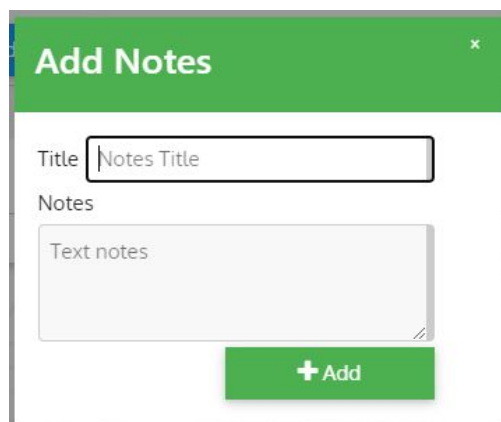 Add Notes
×
Title Notes Title
Notes
Text notes
+ Add